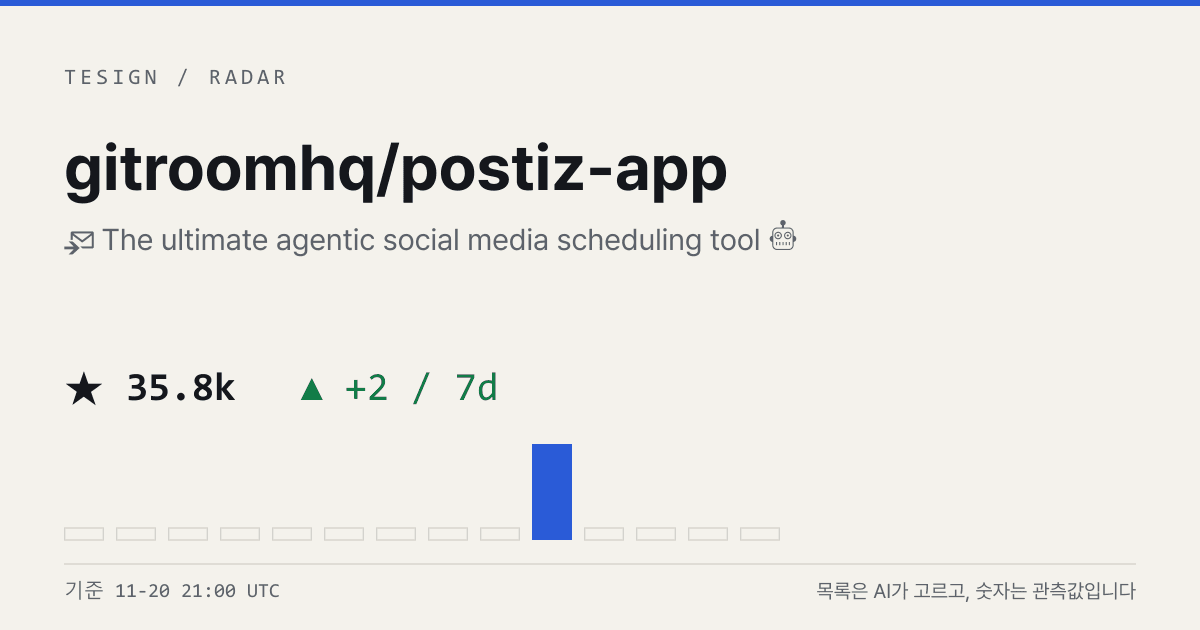 TESIGN / RADAR
gitroomhq/postiz-app
📨 The ultimate agentic social media scheduling tool 🤖
★ 35.8k ▲ +2 / 7d
기준 11-20 21:00 UTC
목록은 AI가 고르고, 숫자는 관측값입니다